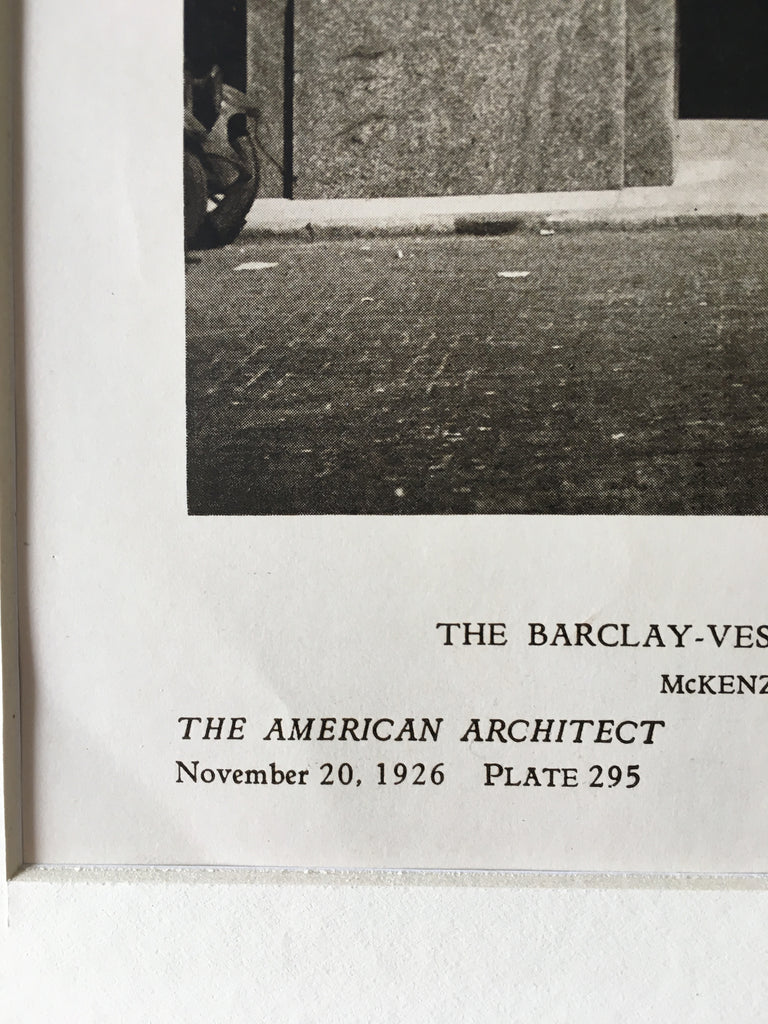 THE BARCLAY-VES
McKENZ
THE AMERICAN ARCHITECT
November 20, 1926 PLATE 295